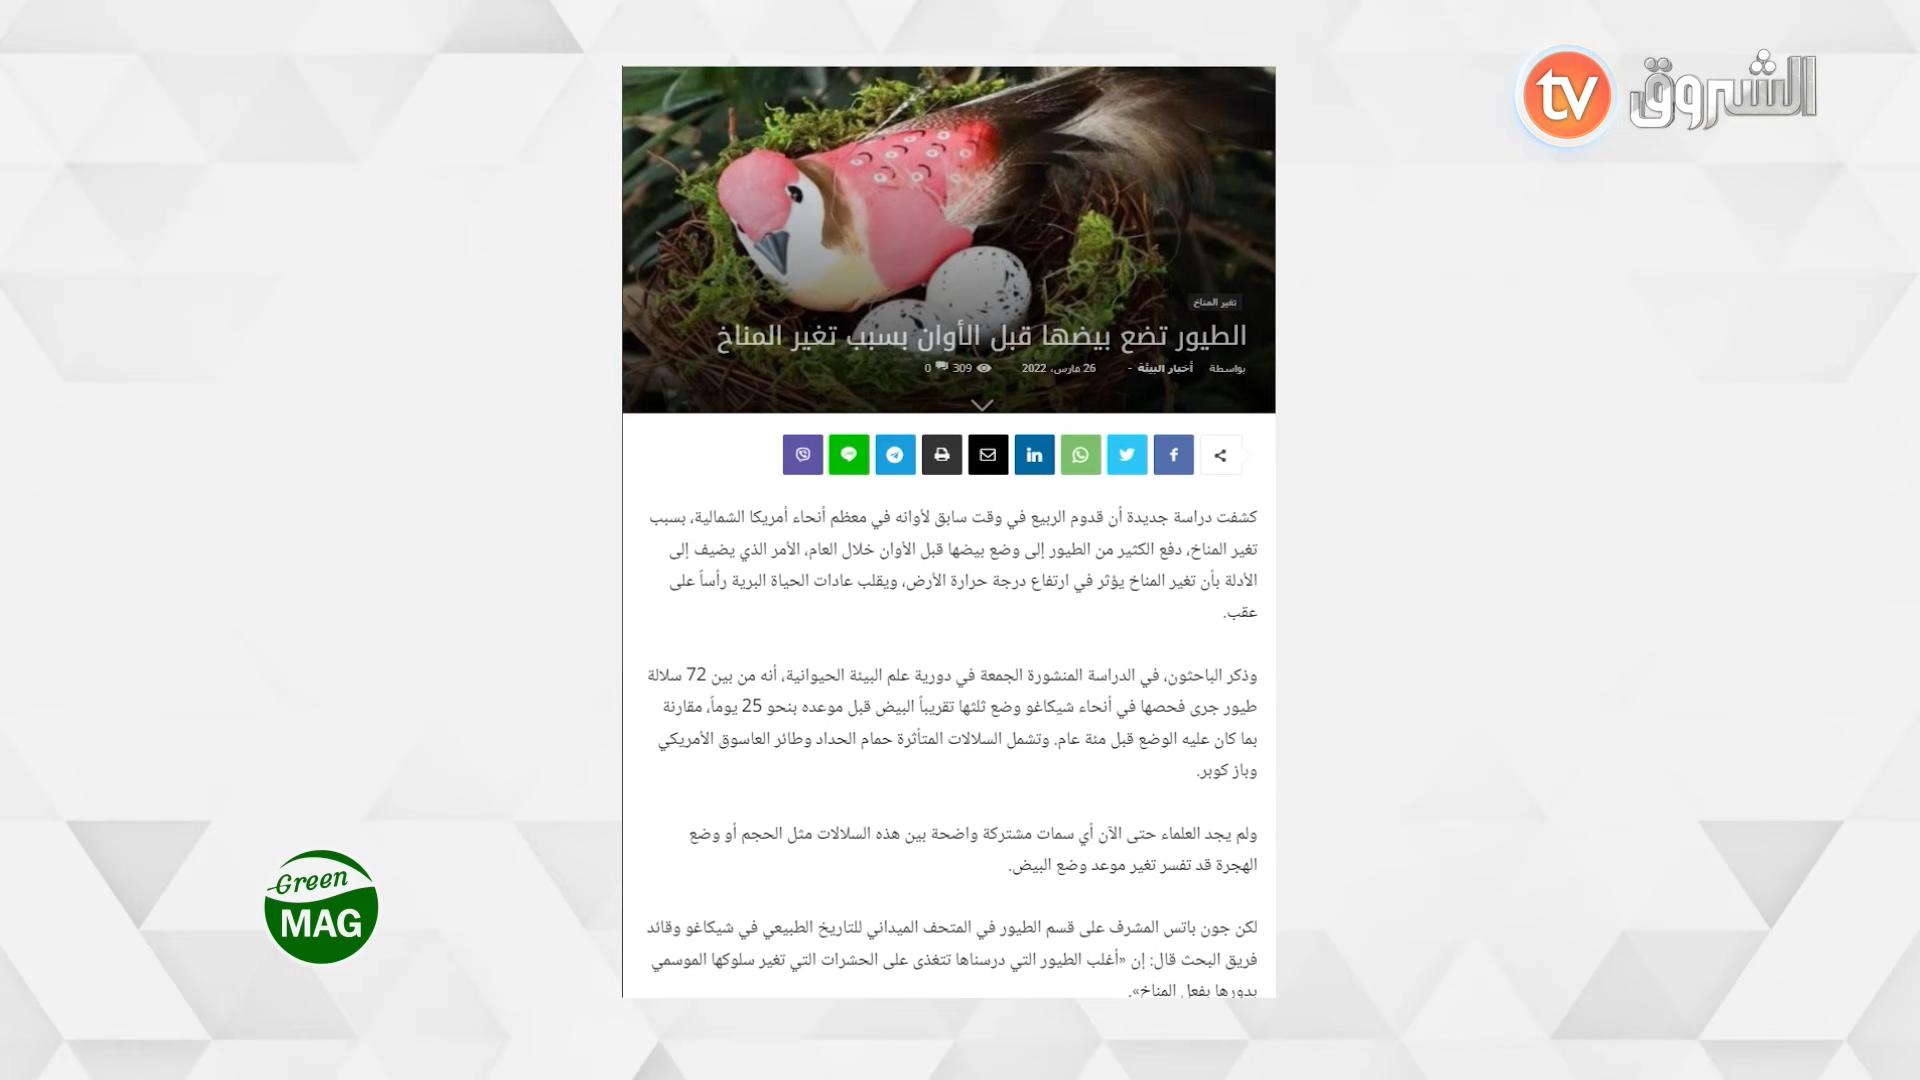 tv الشروق
تغير المناخ
الطيور تضع بيضها قبل الأوان بسبب تغير المناخ
بواسطة أخبار البيئة - 26 مارس، 2022 309 0
كشفت دراسة جديدة أن قدوم الربيع في وقت سابق لأوانه في معظم أنحاء أمريكا الشمالية، بسبب
تغير المناخ، دفع الكثير من الطيور إلى وضع بيضها قبل الأوان خلال العام، الأمر الذي يضيف إلى
الأدلة بأن تغير المناخ يؤثر في ارتفاع درجة حرارة الأرض، ويقلب عادات الحياة البرية رأساً على
عقب.
وذكر الباحثون، في الدراسة المنشورة الجمعة في دورية علم البيئة الحيوانية، أنه من بين 72 سلالة
طيور جرى فحصها في أنحاء شيكاغو وضع ثلثها تقريباً البيض قبل موعده بنحو 25 يوماً، مقارنة
بما كان عليه الوضع قبل مئة عام. وتشمل السلالات المتأثرة حمام الحداد وطائر العاسوق الأمريكي
وباز كوبر.
ولم يجد العلماء حتى الآن أي سمات مشتركة واضحة بين هذه السلالات مثل الحجم أو وضع
الهجرة قد تفسر تغير موعد وضع البيض.
لكن جون باتس المشرف على قسم الطيور في المتحف الميداني للتاريخ الطبيعي في شيكاغو وقائد
فريق البحث قال: إن «أغلب الطيور التي درسناها تتغذى على الحشرات التي تغير سلوكها الموسمي
بدورها بفعل المناخ».
Green
MAG